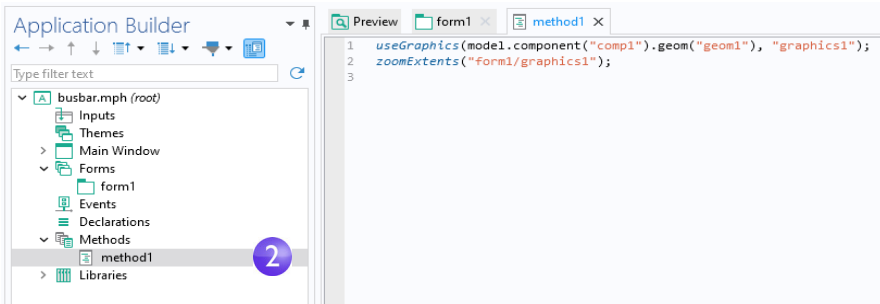 Application Builder
Type filter text
busbar.mph (root)
Inputs
Themes
Main Window
Forms
form1
Events
Declarations
Methods
method1
Libraries
2
Preview
form1
method1
1 useGraphics(model.component("comp1").geom("geom1"), "graphics1");
2 zoomExtents("form1/graphics1");
3